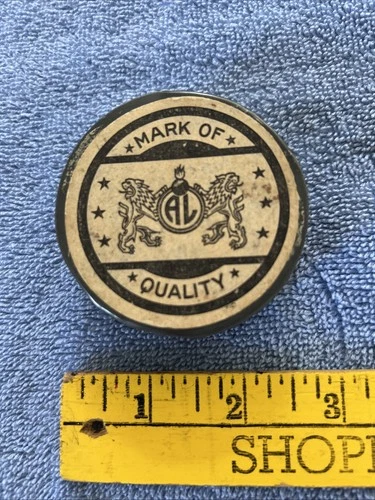 MARK OF
AL
QUALITY
1 2 3
SHOP